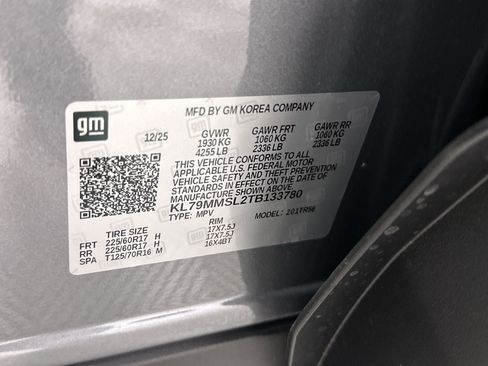 gm
MFD BY GM KOREA COMPANY
12/25 GVWR GAWR FRT GAWR RR
1930 KG 1060 KG 1060 KG
4255 LB 2336 LB 2336 LB
THIS VEHICLE CONFORMS TO ALL
APPLICABLE U.S. FEDERAL MOTOR
VEHICLE SAFETY AND THEFT PREVENTION
STANDARDS IN EFFECT ON THE DATE OF
MANUFACTURE SHOWN ABOVE.
KL79MMSL2TB133780
TYPE: MPV MODEL: 201TR56
TIRE SIZE RIM
FRT 225/60R17 H 17X7.5J
RR 225/60R17 H 17X7.5J
SPA T125/70R16 M 16X4BT